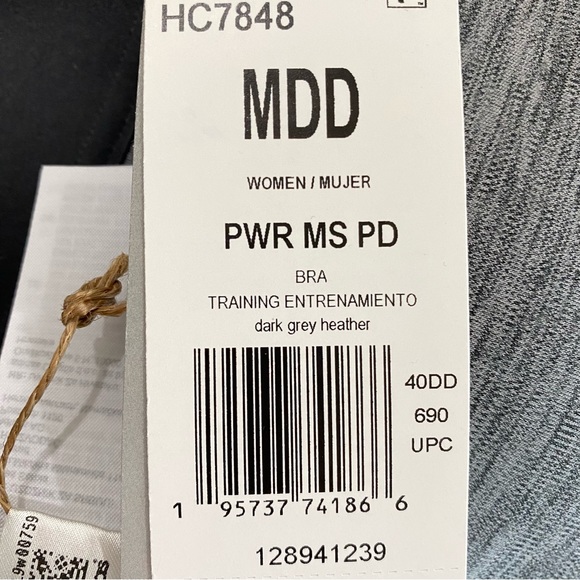 HC7848
MDD
WOMEN / MUJER
PWR MS PD
BRA
TRAINING ENTRENAMIENTO
dark grey heather
40DD
690
UPC
1 95737 74186 6
128941239
9w00759